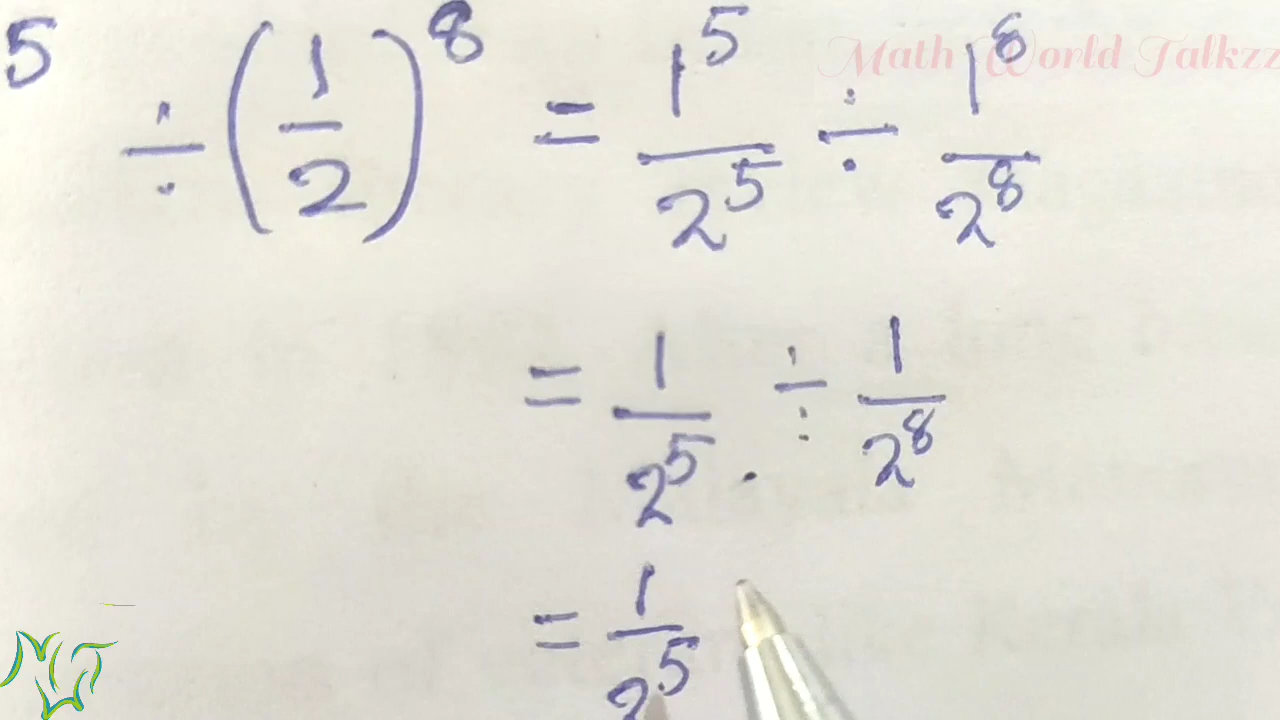 5 ÷ (1/2)^8 = 1^5/2^5 ÷ 1^8/2^8
Math World Talkzz
= 1/2^5 . ÷ 1/2^8
= 1/2^5
MT